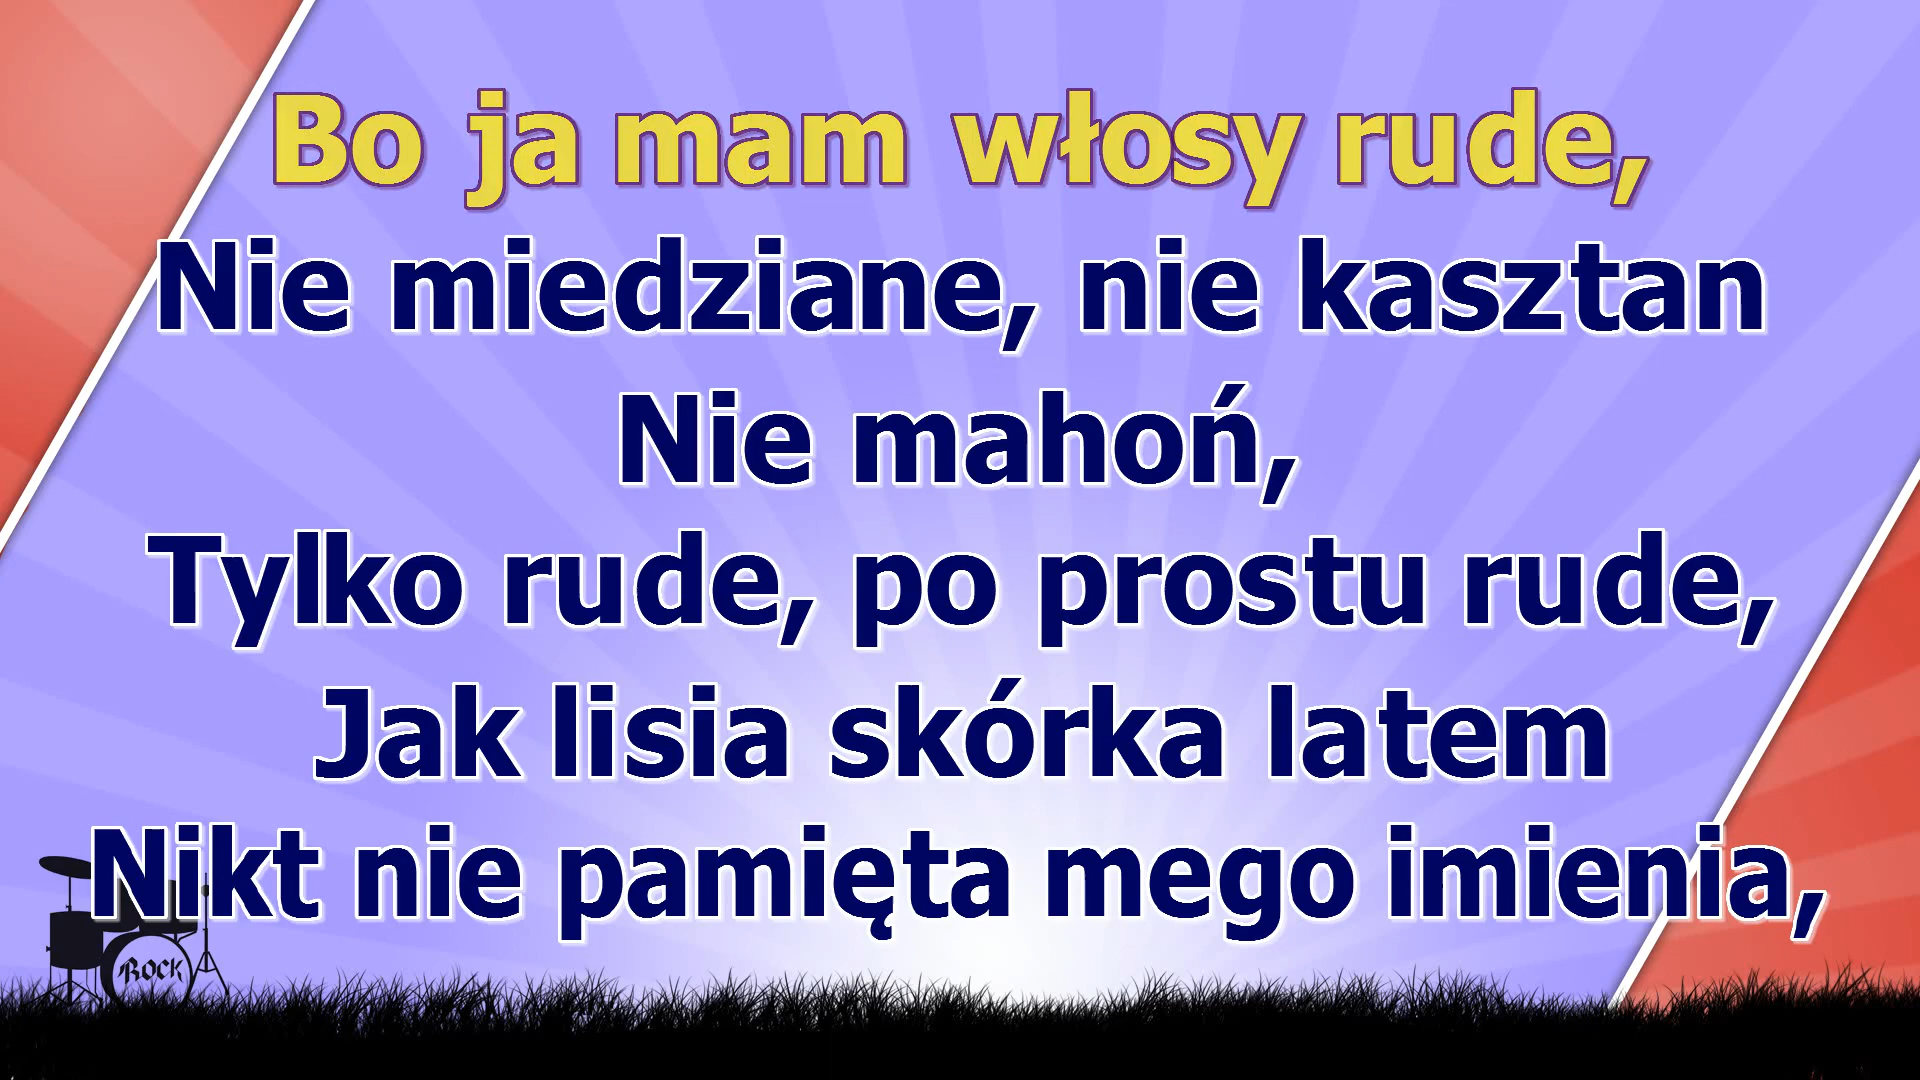 Bo ja mam włosy rude,
Nie miedziane, nie kasztan
Nie mahoń,
Tylko rude, po prostu rude,
Jak lisia skórka latem
Nikt nie pamięta mego imienia,
ROCK